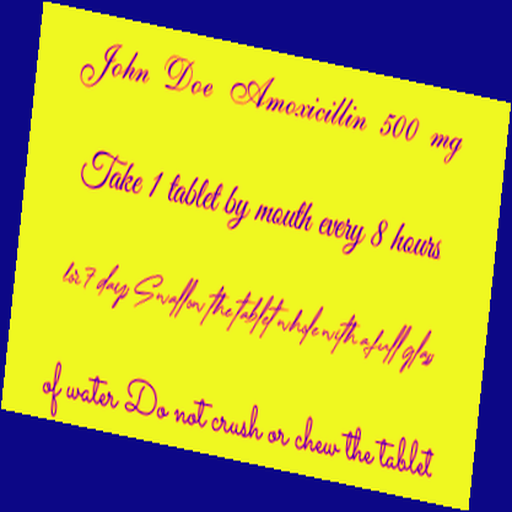 John Doe Amoxicillin 500 mg
Take 1 tablet by mouth every 8 hours
for 7 days Swallow the tablet whole with a full glass
of water Do not crush or chew the tablet